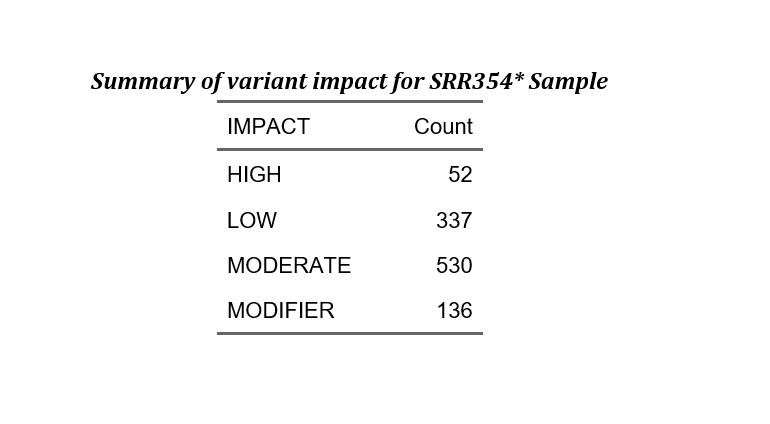 Summary of variant impact for SRR354* Sample
IMPACT Count
HIGH 52
LOW 337
MODERATE 530
MODIFIER 136